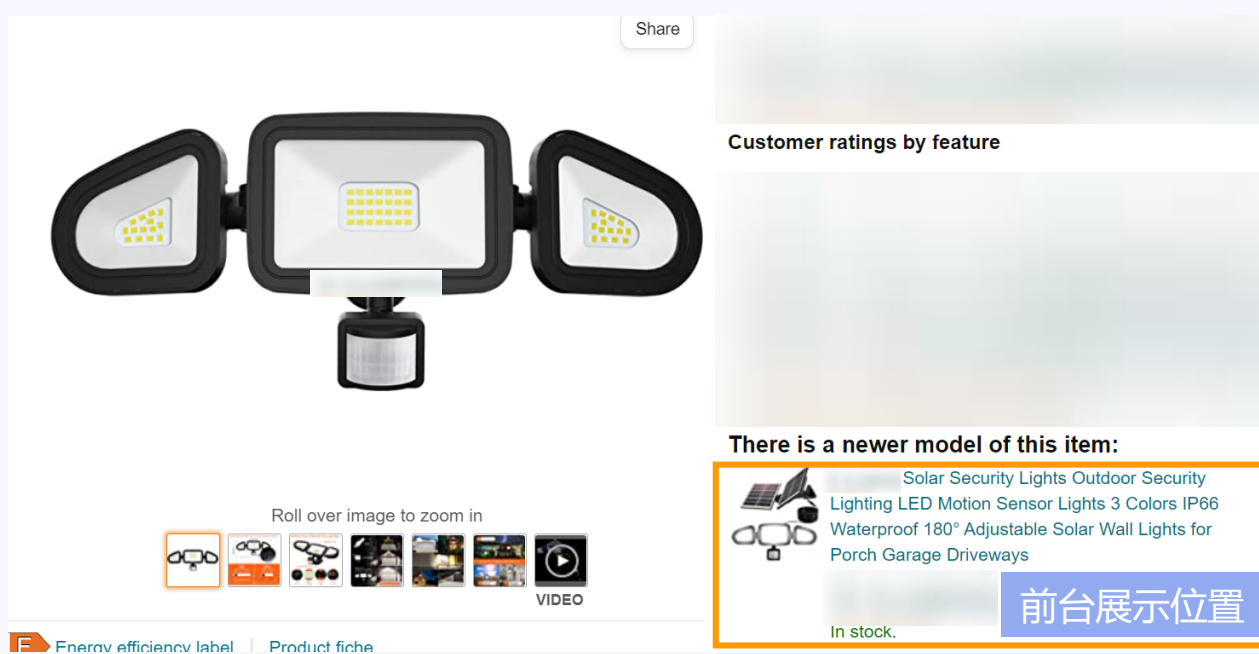 Share
Customer ratings by feature
There is a newer model of this item:
Solar Security Lights Outdoor Security
Lighting LED Motion Sensor Lights 3 Colors IP66
Waterproof 180° Adjustable Solar Wall Lights for
Porch Garage Driveways
前台展示位置
In stock.
Roll over image to zoom in
VIDEO
E Energy efficiency label | Product fiche